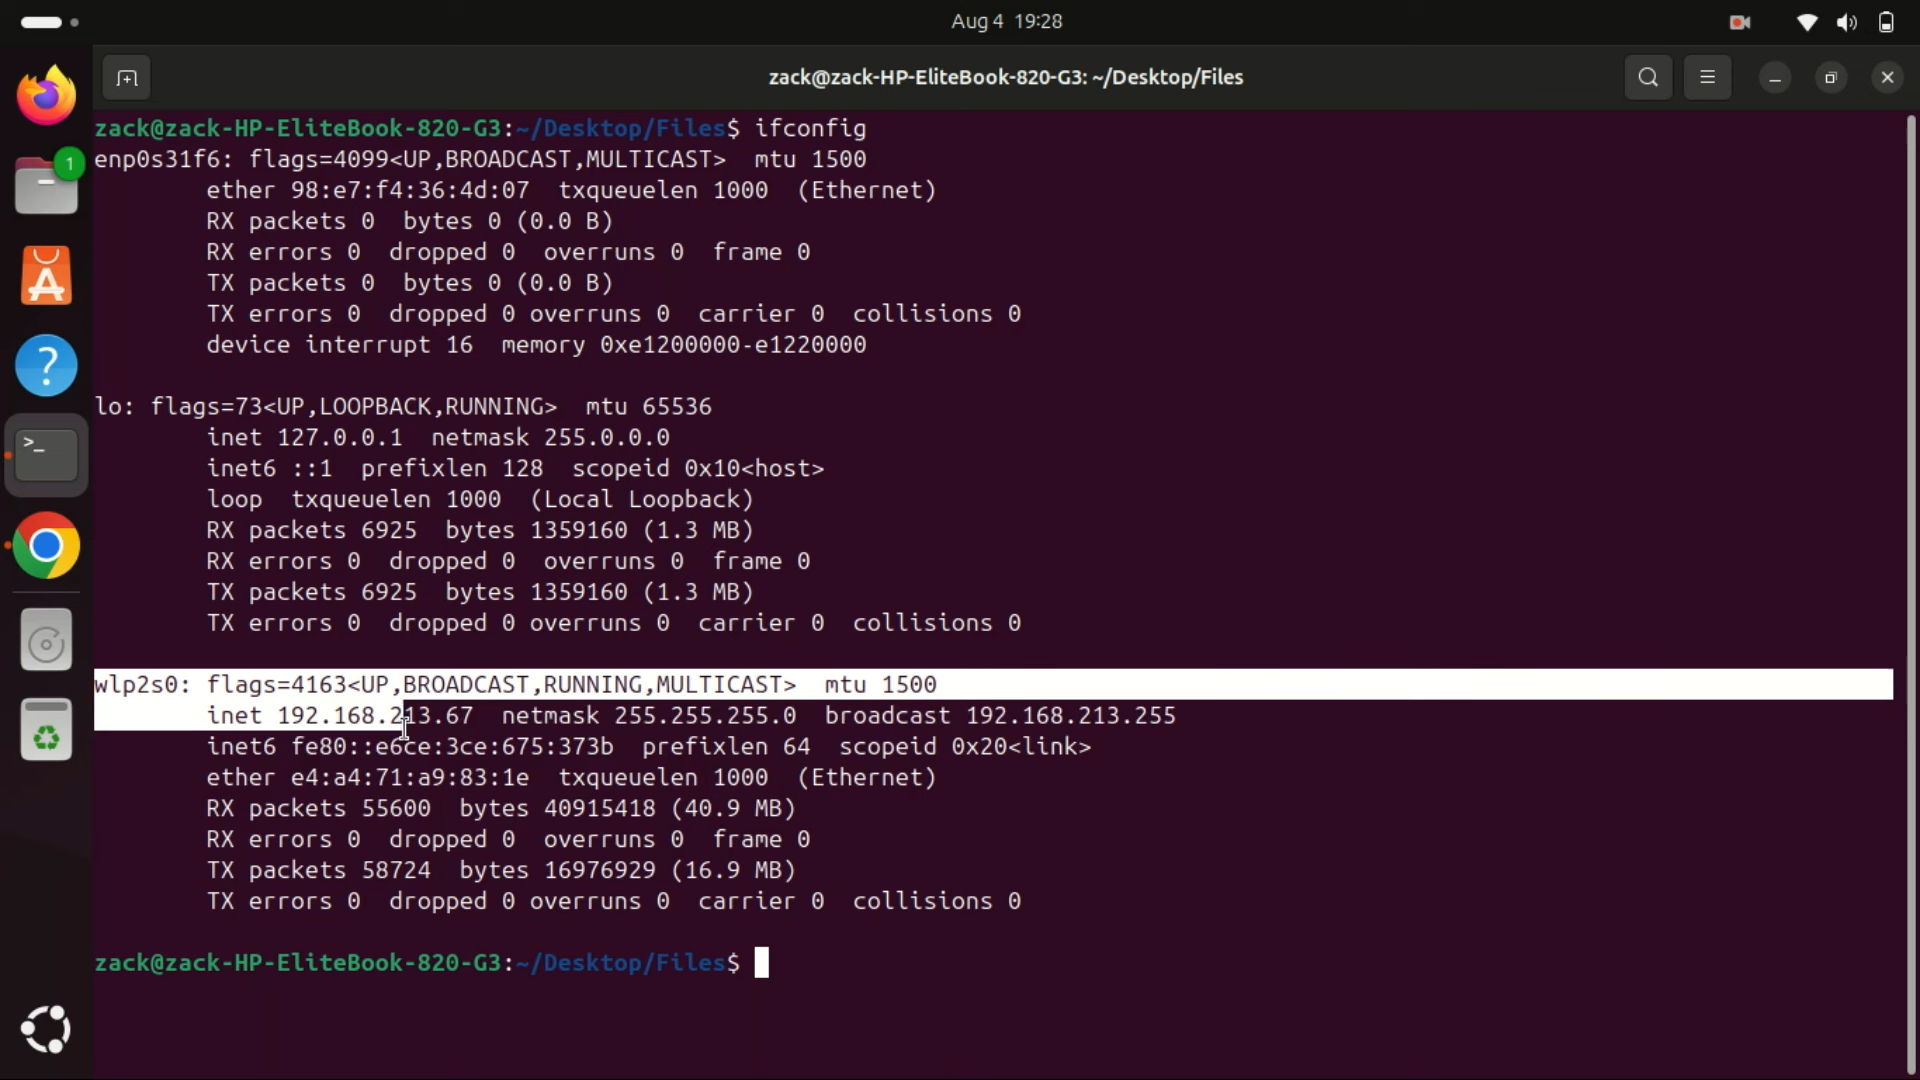 Aug 4 19:28
zack@zack-HP-EliteBook-820-G3: ~/Desktop/Files
1
zack@zack-HP-EliteBook-820-G3:~/Desktop/Files$ ifconfig
enp0s31f6: flags=4099<UP,BROADCAST,MULTICAST>  mtu 1500
        ether 98:e7:f4:36:4d:07  txqueuelen 1000  (Ethernet)
        RX packets 0  bytes 0 (0.0 B)
        RX errors 0  dropped 0  overruns 0  frame 0
        TX packets 0  bytes 0 (0.0 B)
        TX errors 0  dropped 0 overruns 0  carrier 0  collisions 0
        device interrupt 16  memory 0xe1200000-e1220000
lo: flags=73<UP,LOOPBACK,RUNNING>  mtu 65536
        inet 127.0.0.1  netmask 255.0.0.0
        inet6 ::1  prefixlen 128  scopeid 0x10<host>
        loop  txqueuelen 1000  (Local Loopback)
        RX packets 6925  bytes 1359160 (1.3 MB)
        RX errors 0  dropped 0  overruns 0  frame 0
        TX packets 6925  bytes 1359160 (1.3 MB)
        TX errors 0  dropped 0 overruns 0  carrier 0  collisions 0
wlp2s0: flags=4163<UP,BROADCAST,RUNNING,MULTICAST>  mtu 1500
        inet 192.168.213.67  netmask 255.255.255.0  broadcast 192.168.213.255
        inet6 fe80::e6ce:3ce:675:373b  prefixlen 64  scopeid 0x20<link>
        ether e4:a4:71:a9:83:1e  txqueuelen 1000  (Ethernet)
        RX packets 55600  bytes 40915418 (40.9 MB)
        RX errors 0  dropped 0  overruns 0  frame 0
        TX packets 58724  bytes 16976929 (16.9 MB)
        TX errors 0  dropped 0 overruns 0  carrier 0  collisions 0
zack@zack-HP-EliteBook-820-G3:~/Desktop/Files$